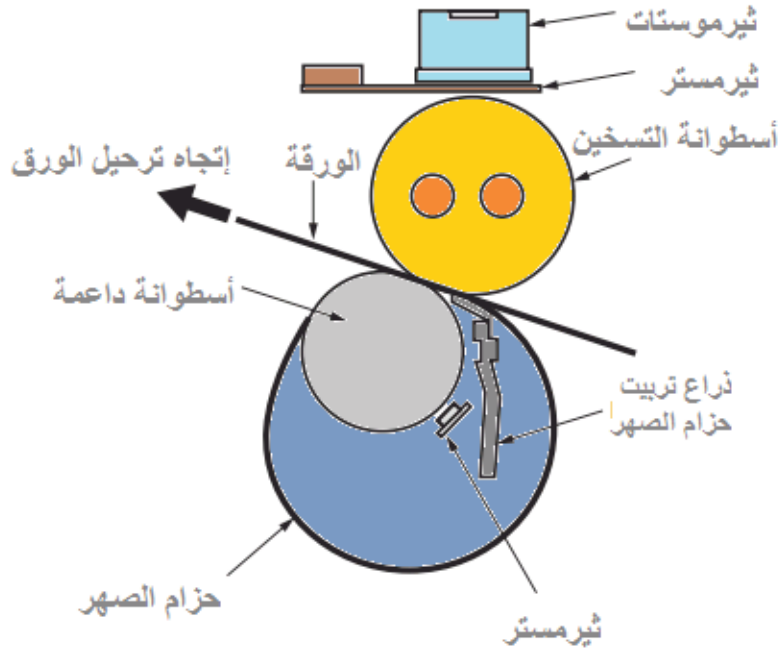 ثيرموستات
ثيرمستر
أسطوانة التسخين
الورقة
إتجاه ترحيل الورق
أسطوانة داعمة
ذراع تربيت
حزام الصهر
حزام الصهر
ثيرمستر